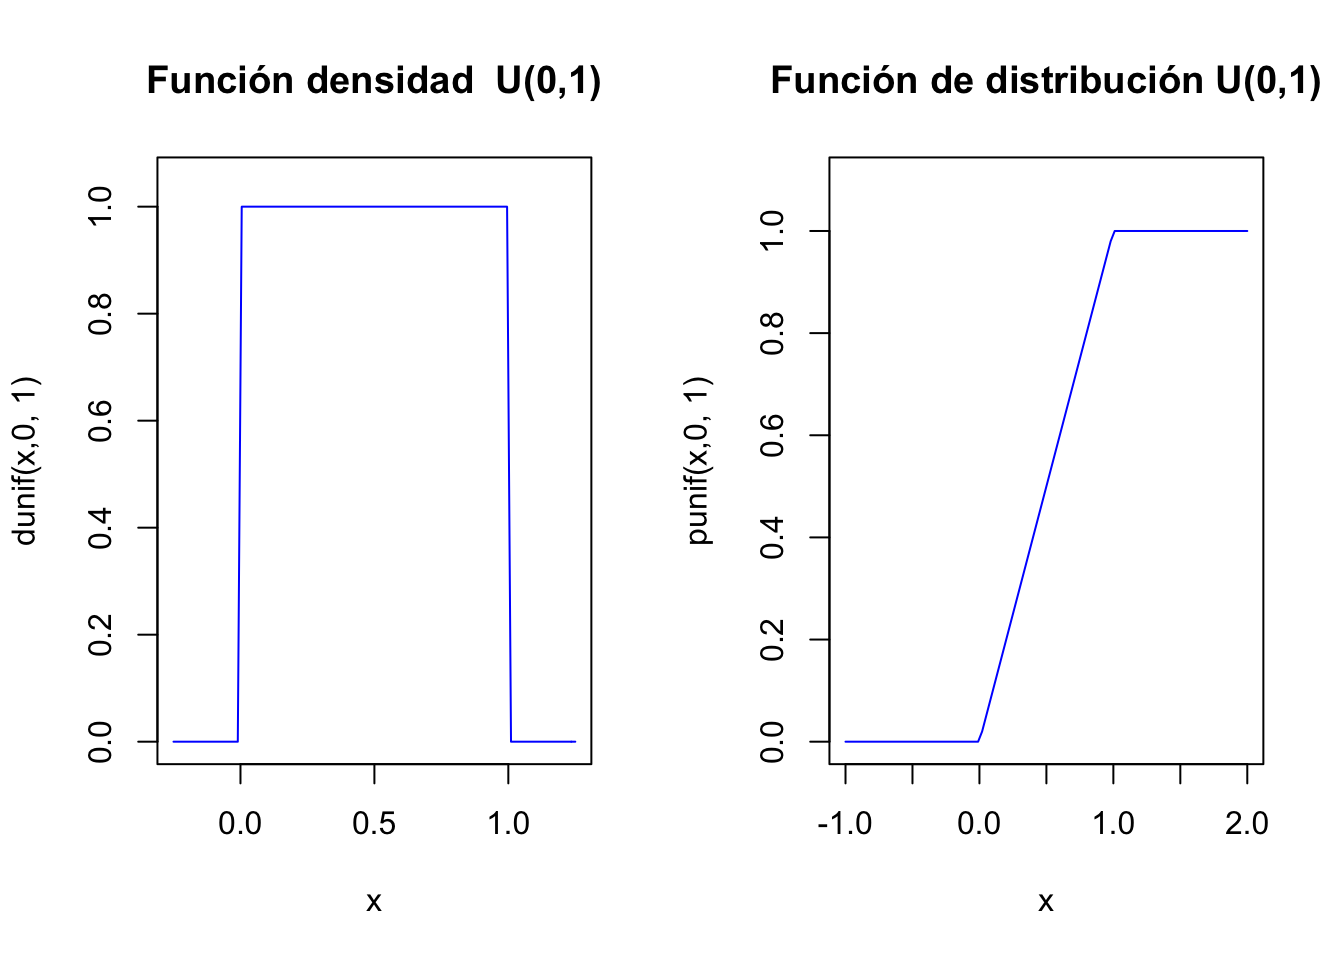 Función densidad  U(0,1)
dunif(x,0, 1)
0.0 0.2 0.4 0.6 0.8 1.0
0.0 0.5 1.0
x
Función de distribución U(0,1)
punif(x,0, 1)
0.0 0.2 0.4 0.6 0.8 1.0
-1.0 0.0 1.0 2.0
x